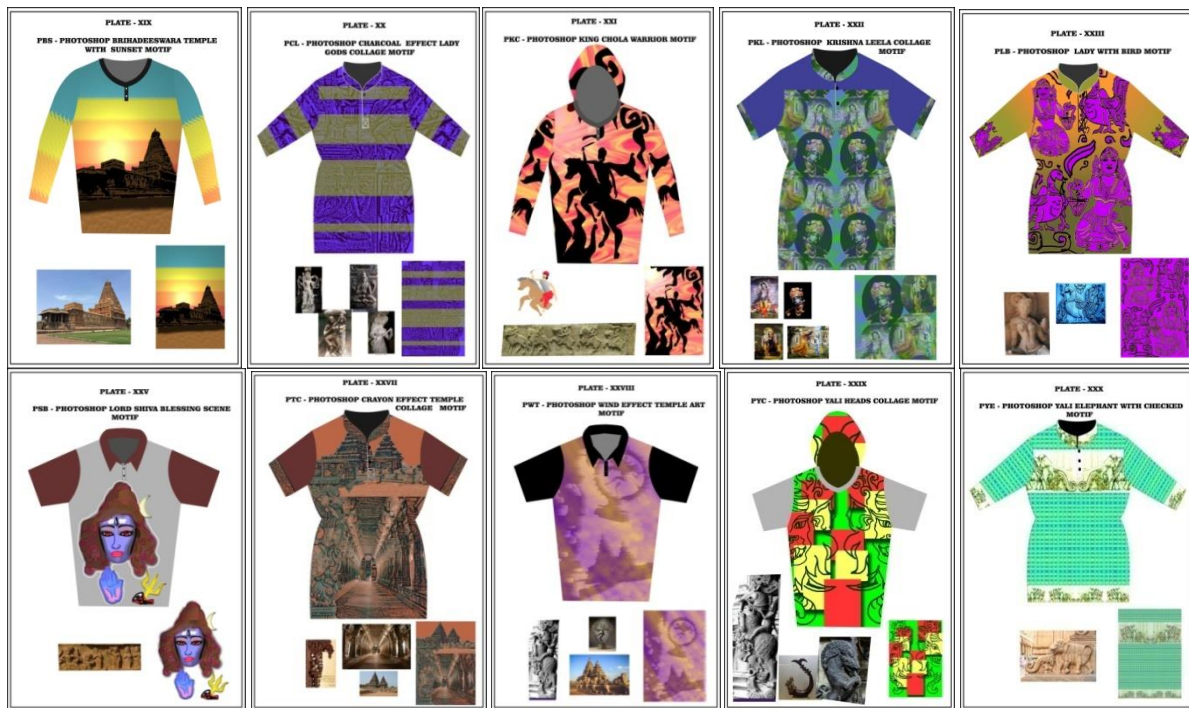 PLATE - XIX
PBS - PHOTOSHOP BRIHADEESWARA TEMPLE
WITH SUNSET MOTIF
PLATE - XX
PCL - PHOTOSHOP CHARCOAL EFFECT LADY
GODS COLLAGE MOTIF
PLATE - XXI
PKC - PHOTOSHOP KING CHOLA WARRIOR MOTIF
PLATE - XXII
PKL - PHOTOSHOP KRISHNA LEELA COLLAGE
MOTIF
PLATE - XXIII
PLB - PHOTOSHOP LADY WITH BIRD MOTIF
PLATE - XXV
PSB - PHOTOSHOP LORD SHIVA BLESSING SCENE
MOTIF
PLATE - XXVII
PTC - PHOTOSHOP CRAYON EFFECT TEMPLE
COLLAGE MOTIF
PLATE - XXVIII
PWT - PHOTOSHOP WIND EFFECT TEMPLE ART
MOTIF
PLATE - XXIX
PYC - PHOTOSHOP YALI HEADS COLLAGE MOTIF
PLATE - XXX
PYE - PHOTOSHOP YALI ELEPHANT WITH CHECKED
MOTIF